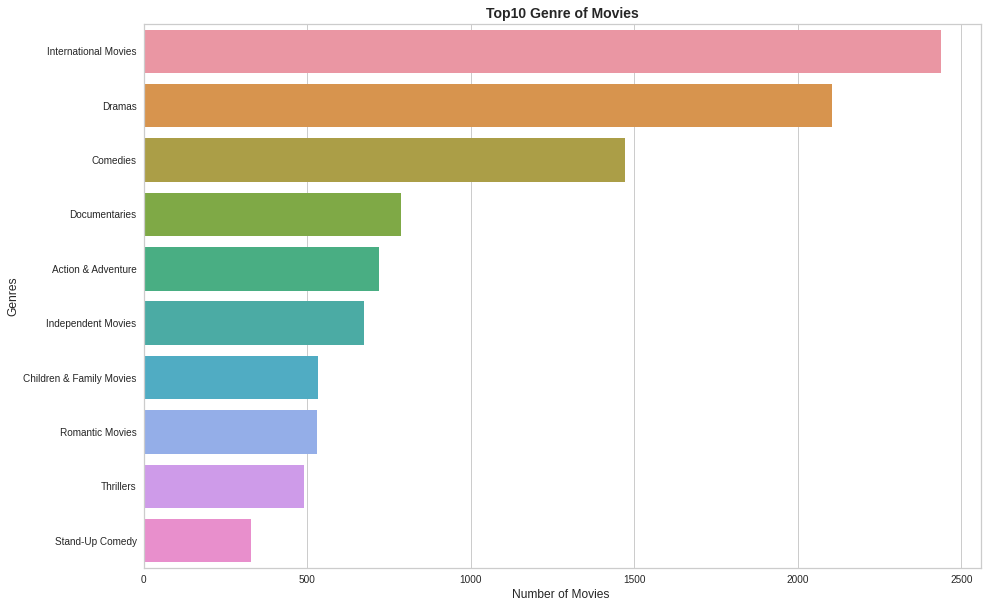 Top10 Genre of Movies
International Movies
Dramas
Comedies
Documentaries
Action & Adventure
Independent Movies
Children & Family Movies
Romantic Movies
Thrillers
Stand-Up Comedy
Genres
0 500 1000 1500 2000 2500
Number of Movies